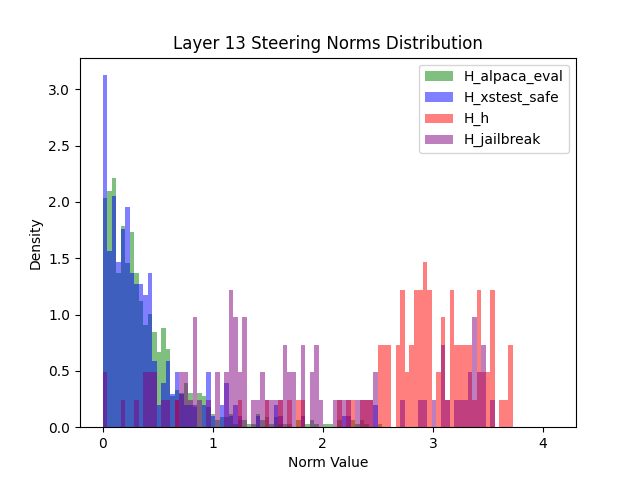 Layer 13 Steering Norms Distribution
H_alpaca_eval
H_xstest_safe
H_h
H_jailbreak
Density
3.0
2.5
2.0
1.5
1.0
0.5
0.0
0
1
2
3
4
Norm Value